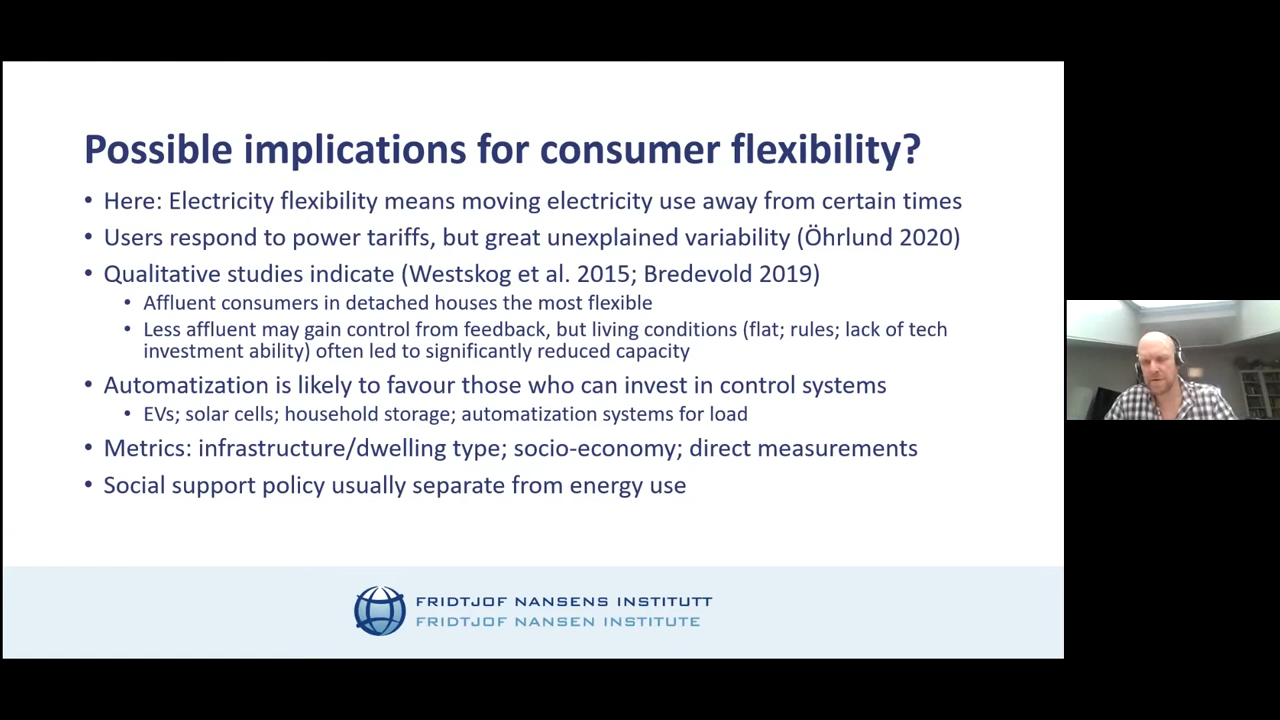 Possible implications for consumer flexibility?
• Here: Electricity flexibility means moving electricity use away from certain times
• Users respond to power tariffs, but great unexplained variability (Öhrlund 2020)
• Qualitative studies indicate (Westskog et al. 2015; Bredevold 2019)
• Affluent consumers in detached houses the most flexible
• Less affluent may gain control from feedback, but living conditions (flat; rules; lack of tech
investment ability) often led to significantly reduced capacity
• Automatization is likely to favour those who can invest in control systems
• EVs; solar cells; household storage; automatization systems for load
• Metrics: infrastructure/dwelling type; socio-economy; direct measurements
• Social support policy usually separate from energy use
FRIDTJOF NANSENS INSTITUTT
FRIDTJOF NANSEN INSTITUTE